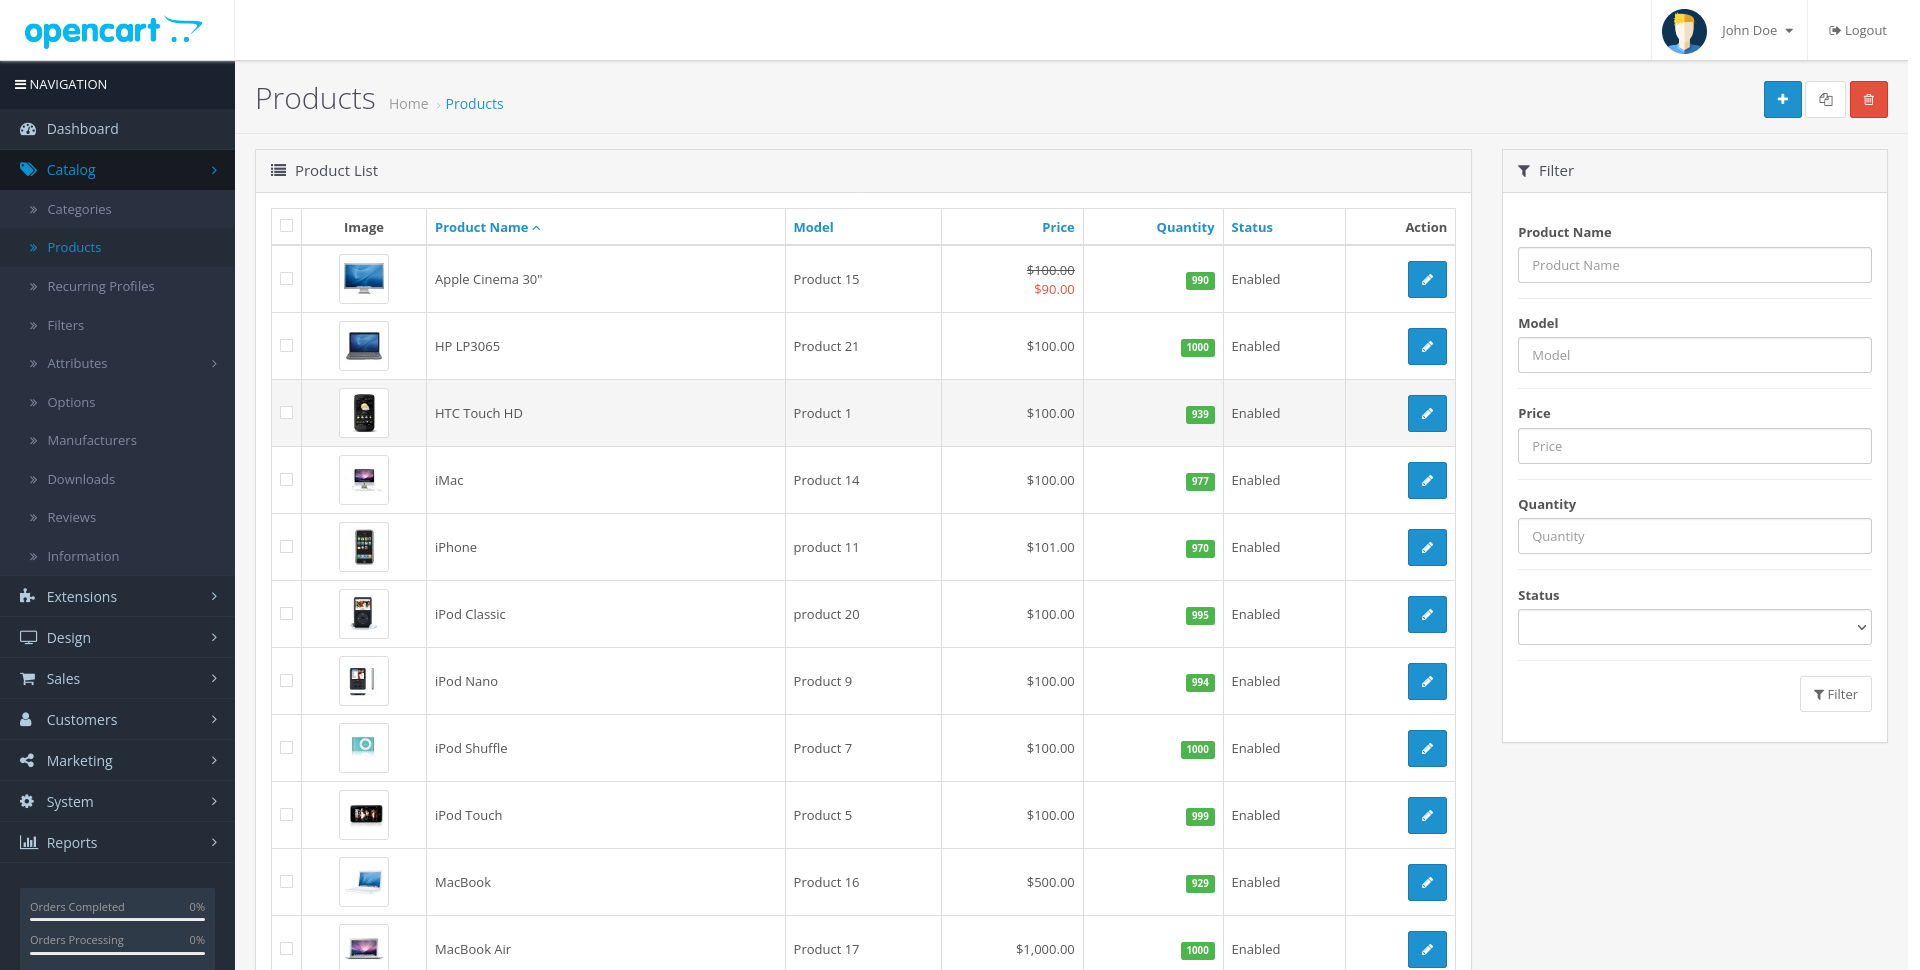 opencart
John Doe
Logout
NAVIGATION
Dashboard
Catalog
Categories
Products
Recurring Profiles
Filters
Attributes
Options
Manufacturers
Downloads
Reviews
Information
Extensions
Design
Sales
Customers
Marketing
System
Reports
Orders Completed 0%
Orders Processing 0%
Products Home › Products
Product List
Image Product Name Model Price Quantity Status Action
Apple Cinema 30" Product 15 $100.00 $90.00 990 Enabled
HP LP3065 Product 21 $100.00 1000 Enabled
HTC Touch HD Product 1 $100.00 939 Enabled
iMac Product 14 $100.00 977 Enabled
iPhone product 11 $101.00 970 Enabled
iPod Classic product 20 $100.00 995 Enabled
iPod Nano Product 9 $100.00 994 Enabled
iPod Shuffle Product 7 $100.00 1000 Enabled
iPod Touch Product 5 $100.00 999 Enabled
MacBook Product 16 $500.00 929 Enabled
MacBook Air Product 17 $1,000.00 1000 Enabled
Filter
Product Name
Product Name
Model
Model
Price
Price
Quantity
Quantity
Status
Filter